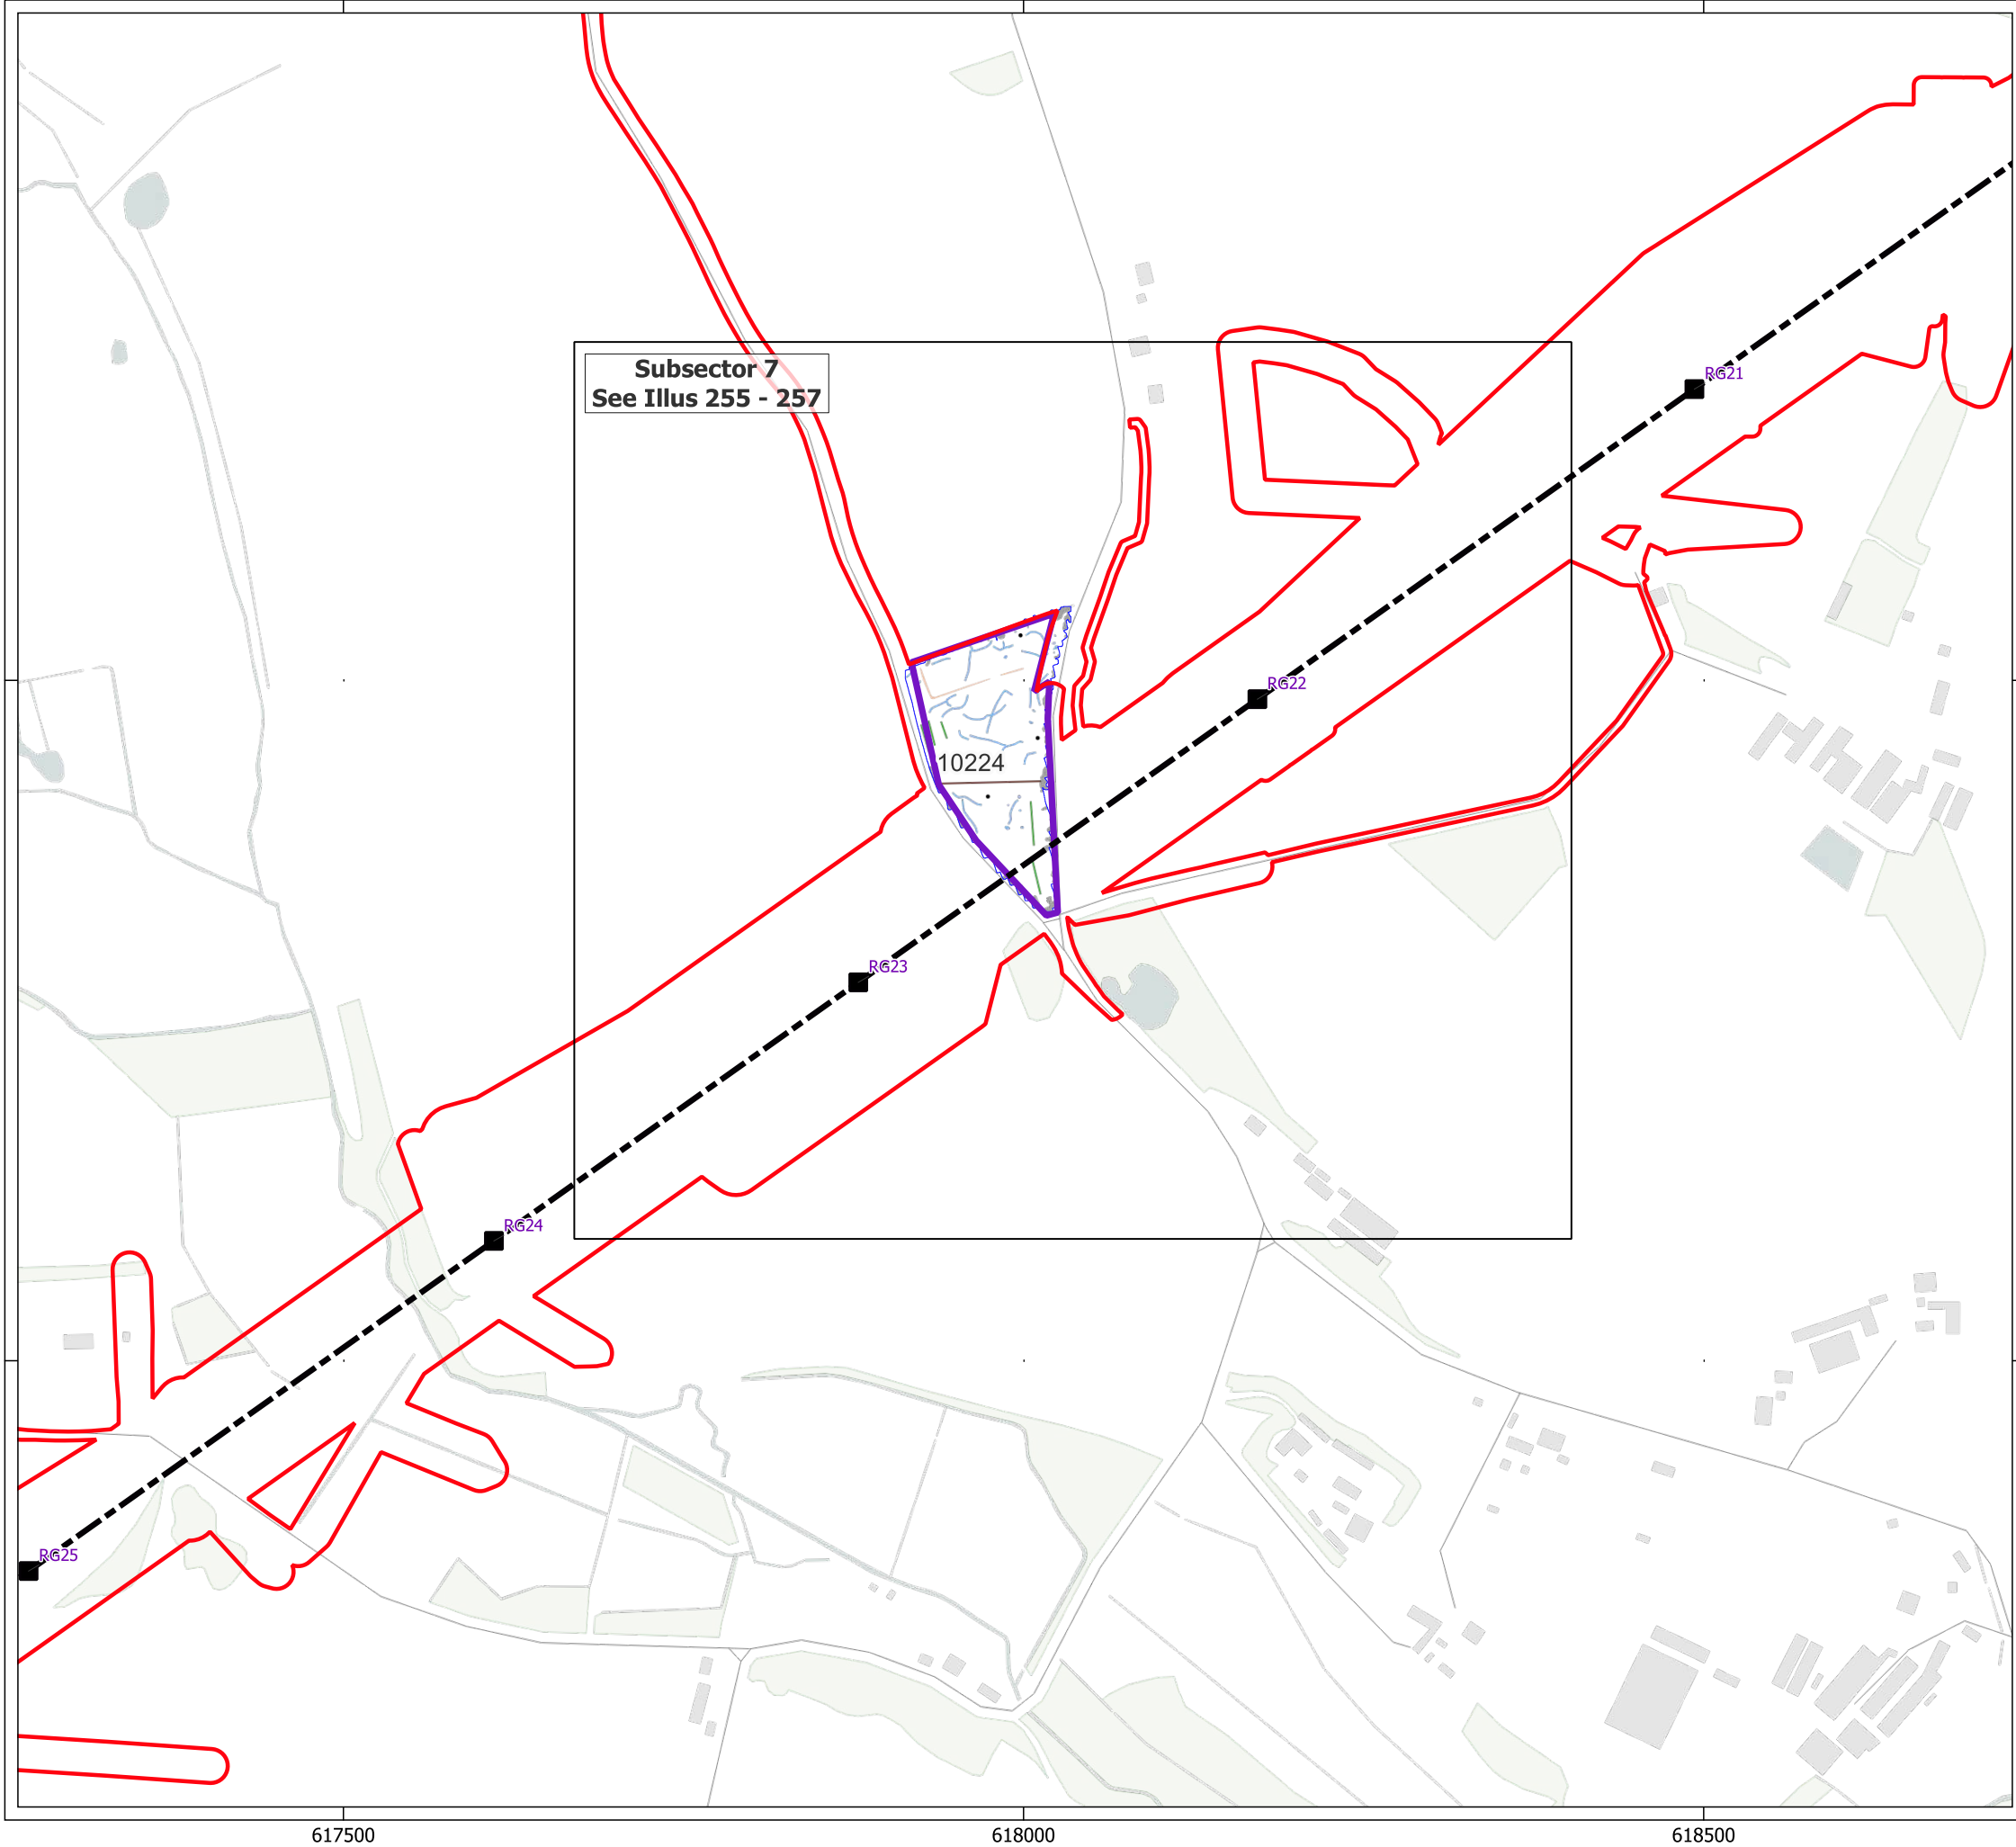 Subsector 7
See Illus 255 - 257
RG21
RG22
10224
RG23
RG24
RG25
617500
618000
618500